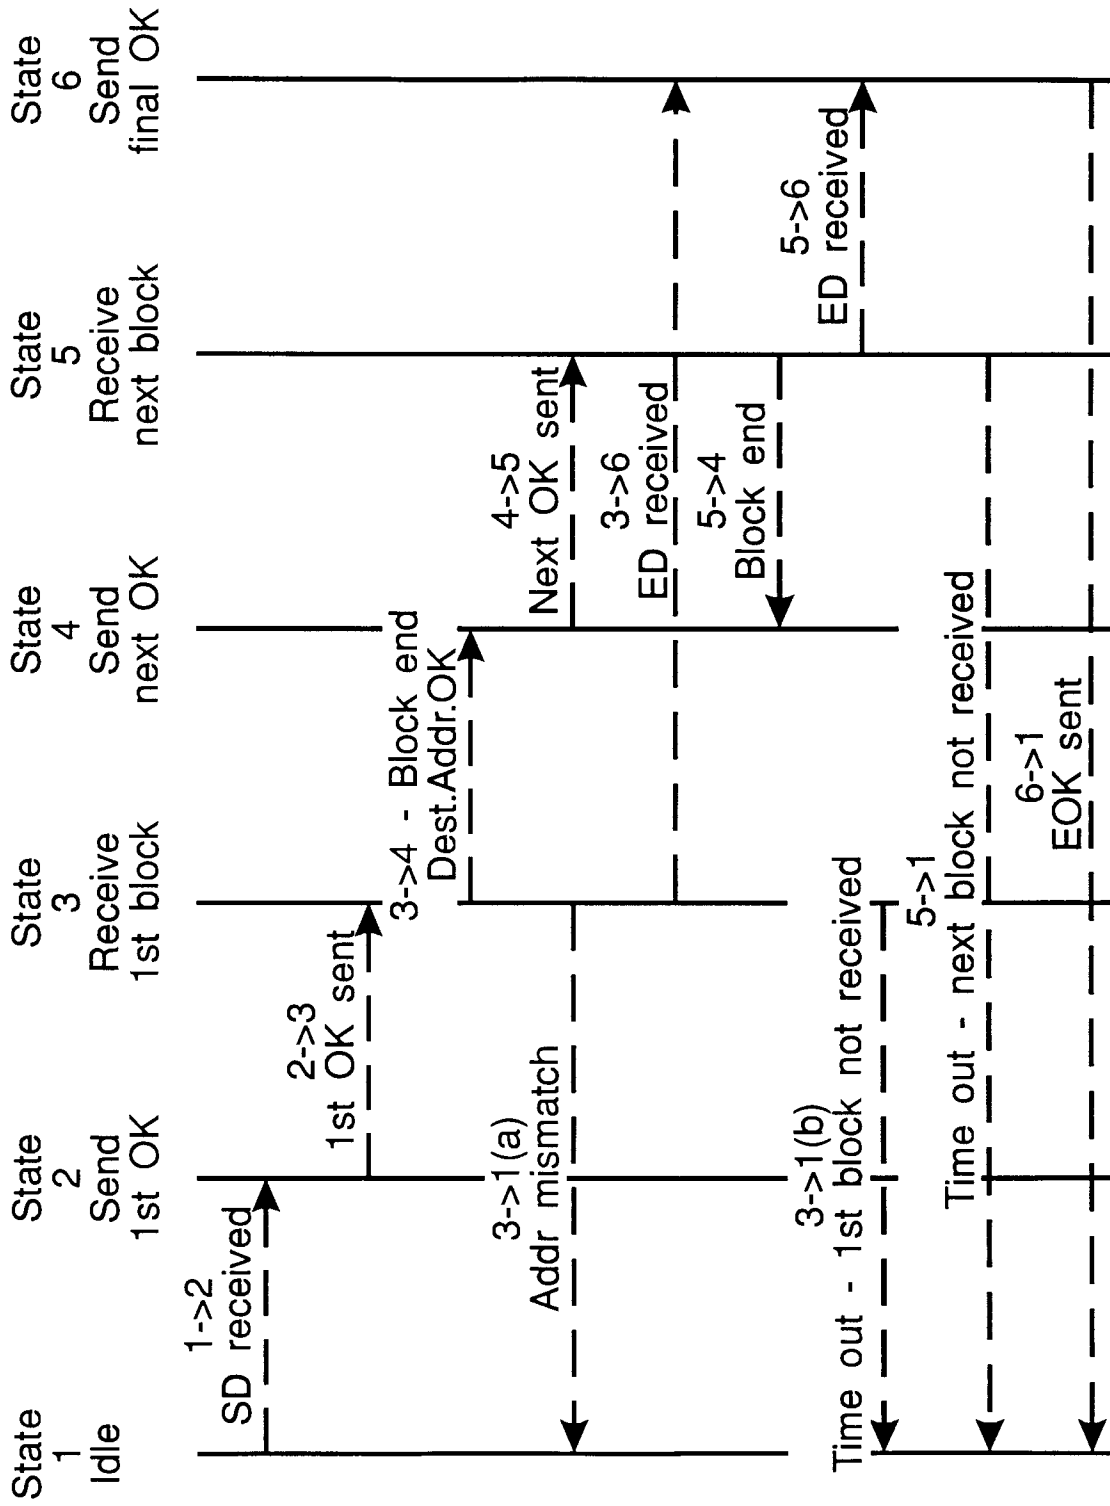 State
1
Idle
State
2
Send
1st OK
State
3
Receive
1st block
State
4
Send
next OK
State
5
Receive
next block
State
6
Send
final OK
1->2
SD received
2->3
1st OK sent
3->4 - Block end
Dest.Addr.OK
3->1(a)
Addr mismatch
4->5
Next OK sent
3->6
ED received
5->4
Block end
5->6
ED received
3->1(b)
Time out - 1st block not received
5->1
Time out - next block not received
6->1
EOK sent